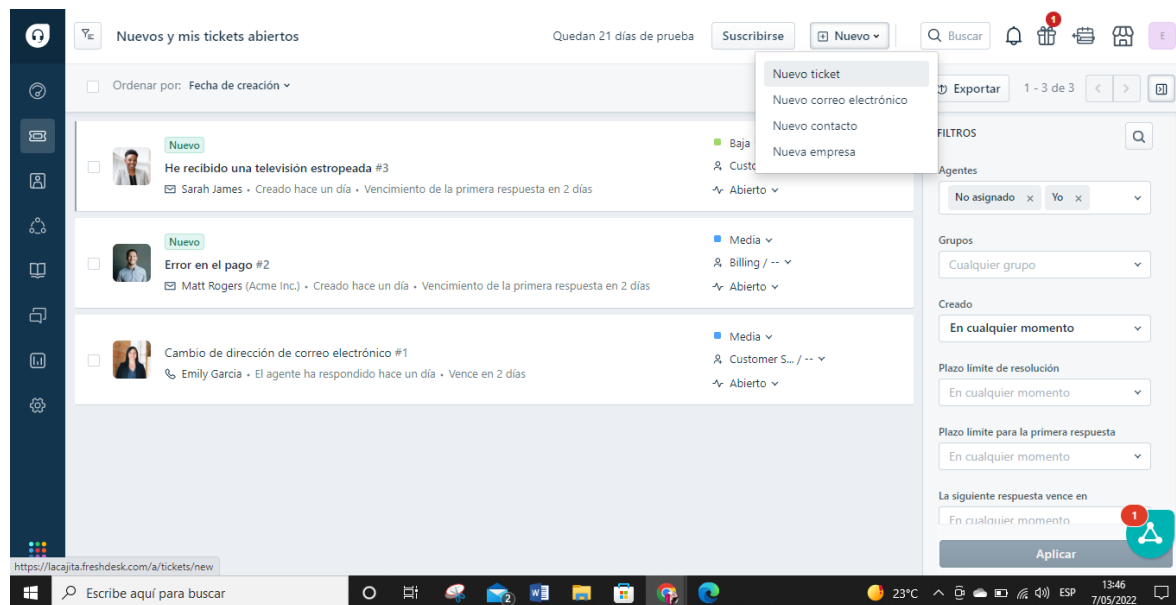 Nuevos y mis tickets abiertos
Quedan 21 días de prueba
Suscribirse
Nuevo
Buscar
1
E
Ordenar por: Fecha de creación
Nuevo ticket
Nuevo correo electrónico
Nuevo contacto
Nueva empresa
Exportar
1 - 3 de 3
Nuevo
He recibido una televisión estropeada #3
Sarah James • Creado hace un día • Vencimiento de la primera respuesta en 2 días
Baja
Custo
Abierto
Nuevo
Error en el pago #2
Matt Rogers (Acme Inc.) • Creado hace un día • Vencimiento de la primera respuesta en 2 días
Media
Billing / --
Abierto
Cambio de dirección de correo electrónico #1
Emily Garcia • El agente ha respondido hace un día • Vence en 2 días
Media
Customer S... / --
Abierto
FILTROS
Agentes
No asignado x Yo x
Grupos
Cualquier grupo
Creado
En cualquier momento
Plazo límite de resolución
En cualquier momento
Plazo límite para la primera respuesta
En cualquier momento
La siguiente respuesta vence en
En cualquier momento
1
Aplicar
https://lacajita.freshdesk.com/a/tickets/new
Escribe aquí para buscar
2
23°C
ESP
13:46
7/05/2022